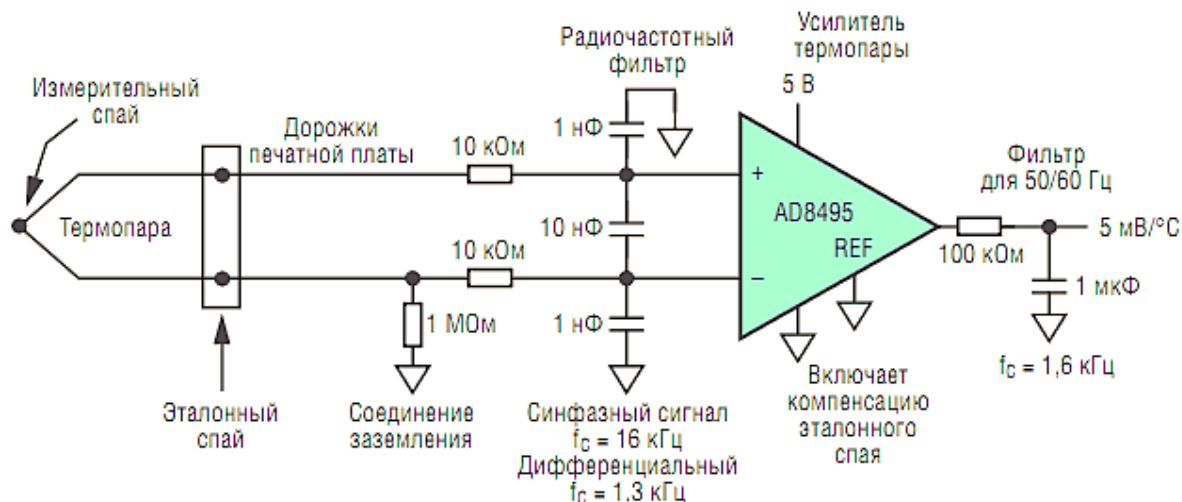 Измерительный
спай
Термопара
Эталонный
спай
Дорожки
печатной платы
10 кОм
10 кОм
1 МОм
Соединение
заземления
Радиочастотный
фильтр
1 нФ
10 нФ
1 нФ
Синфазный сигнал
fC = 16 кГц
Дифференциальный
fC = 1,3 кГц
Усилитель
термопары
5 В
+
AD8495
REF
–
Включает
компенсацию
эталонного
спая
Фильтр
для 50/60 Гц
100 кОм
5 мВ/°C
1 мкФ
fC = 1,6 кГц